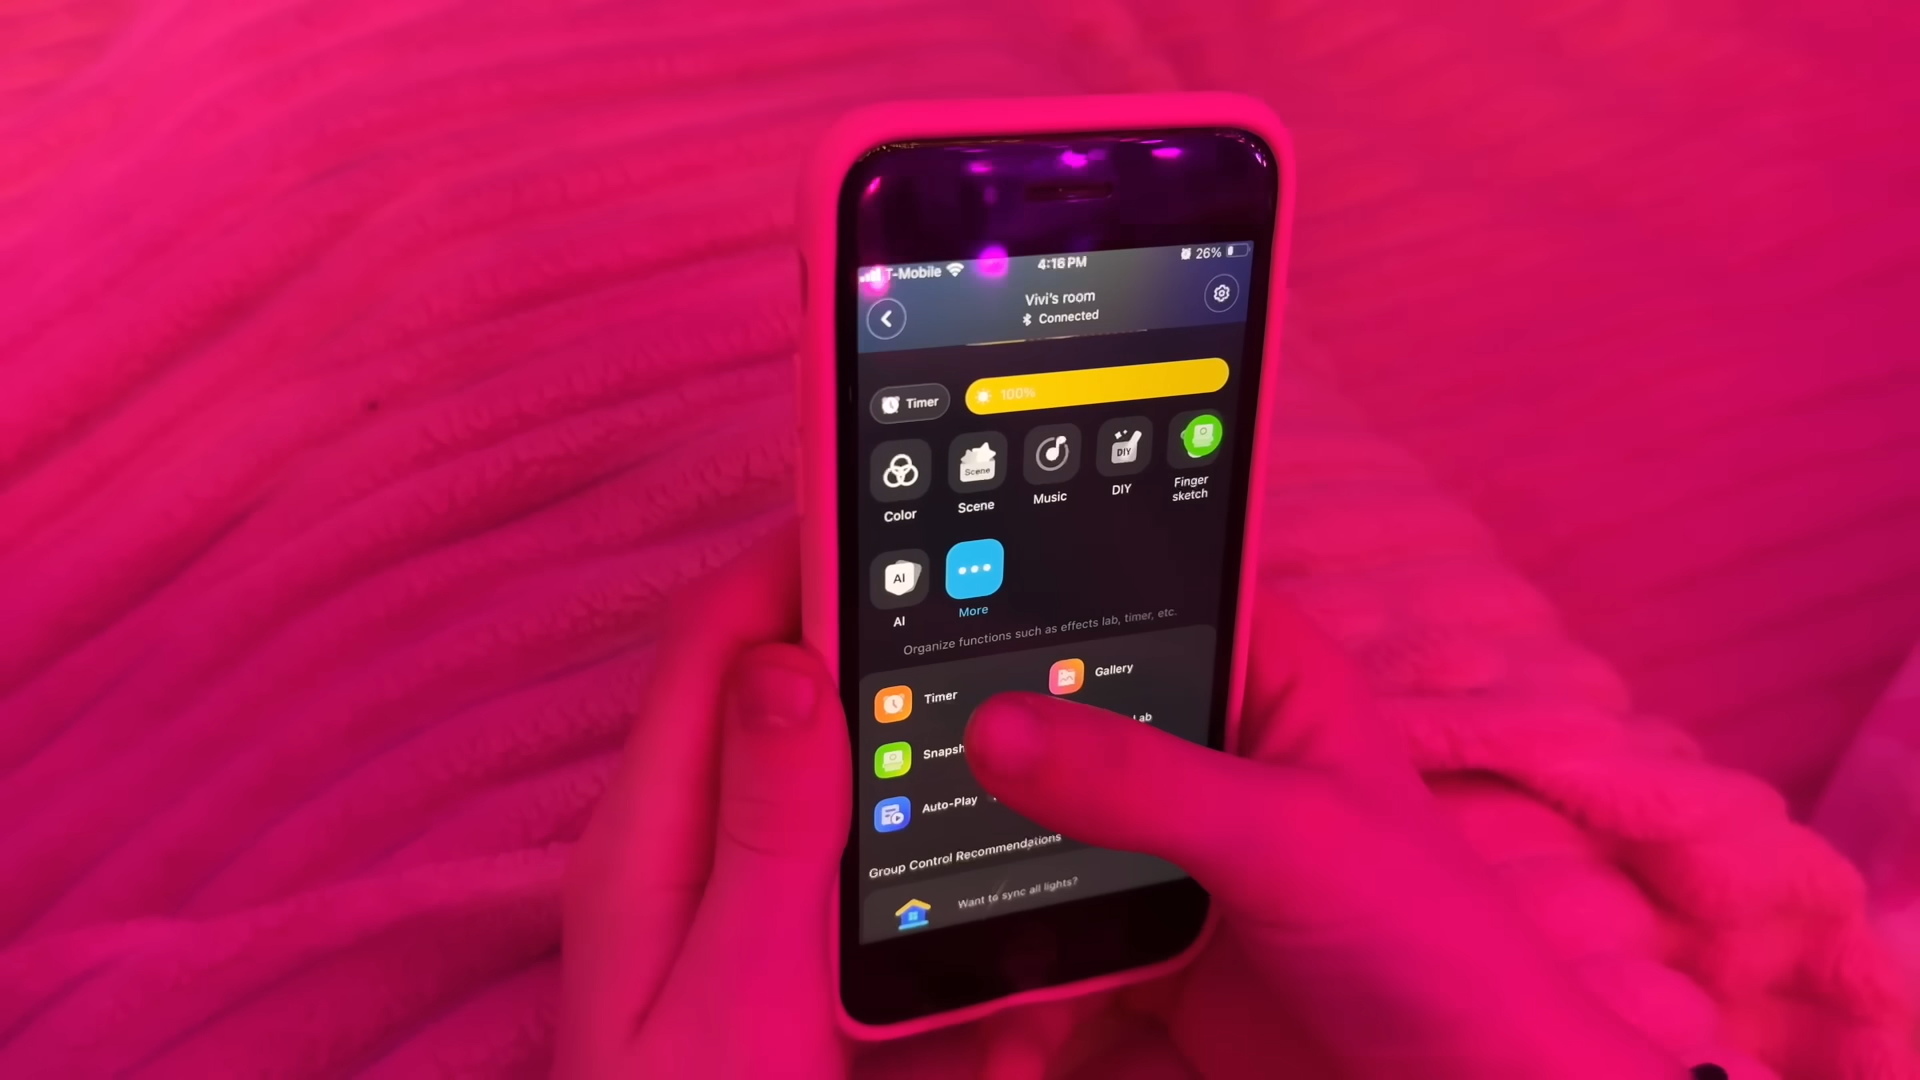 T-Mobile 4:16 PM 26%
Vivi's room
Connected
Timer 100%
Scene DIY
Color Scene Music DIY Finger
sketch
AI
AI More
Organize functions such as effects lab, timer, etc.
Timer Gallery
Snapsh Lab
Auto-Play
Group Control Recommendations
Want to sync all lights?